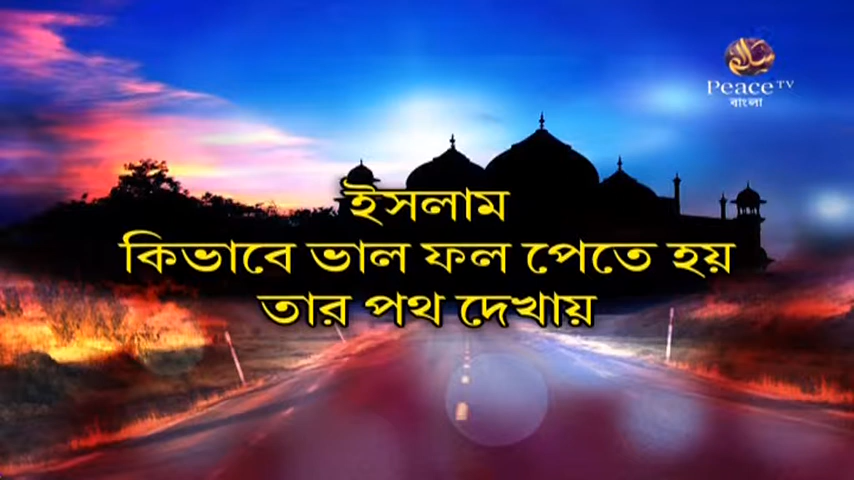 Peace TV
বাংলা
ইসলাম
কিভাবে ভাল ফল পেতে হয়
তার পথ দেখায়